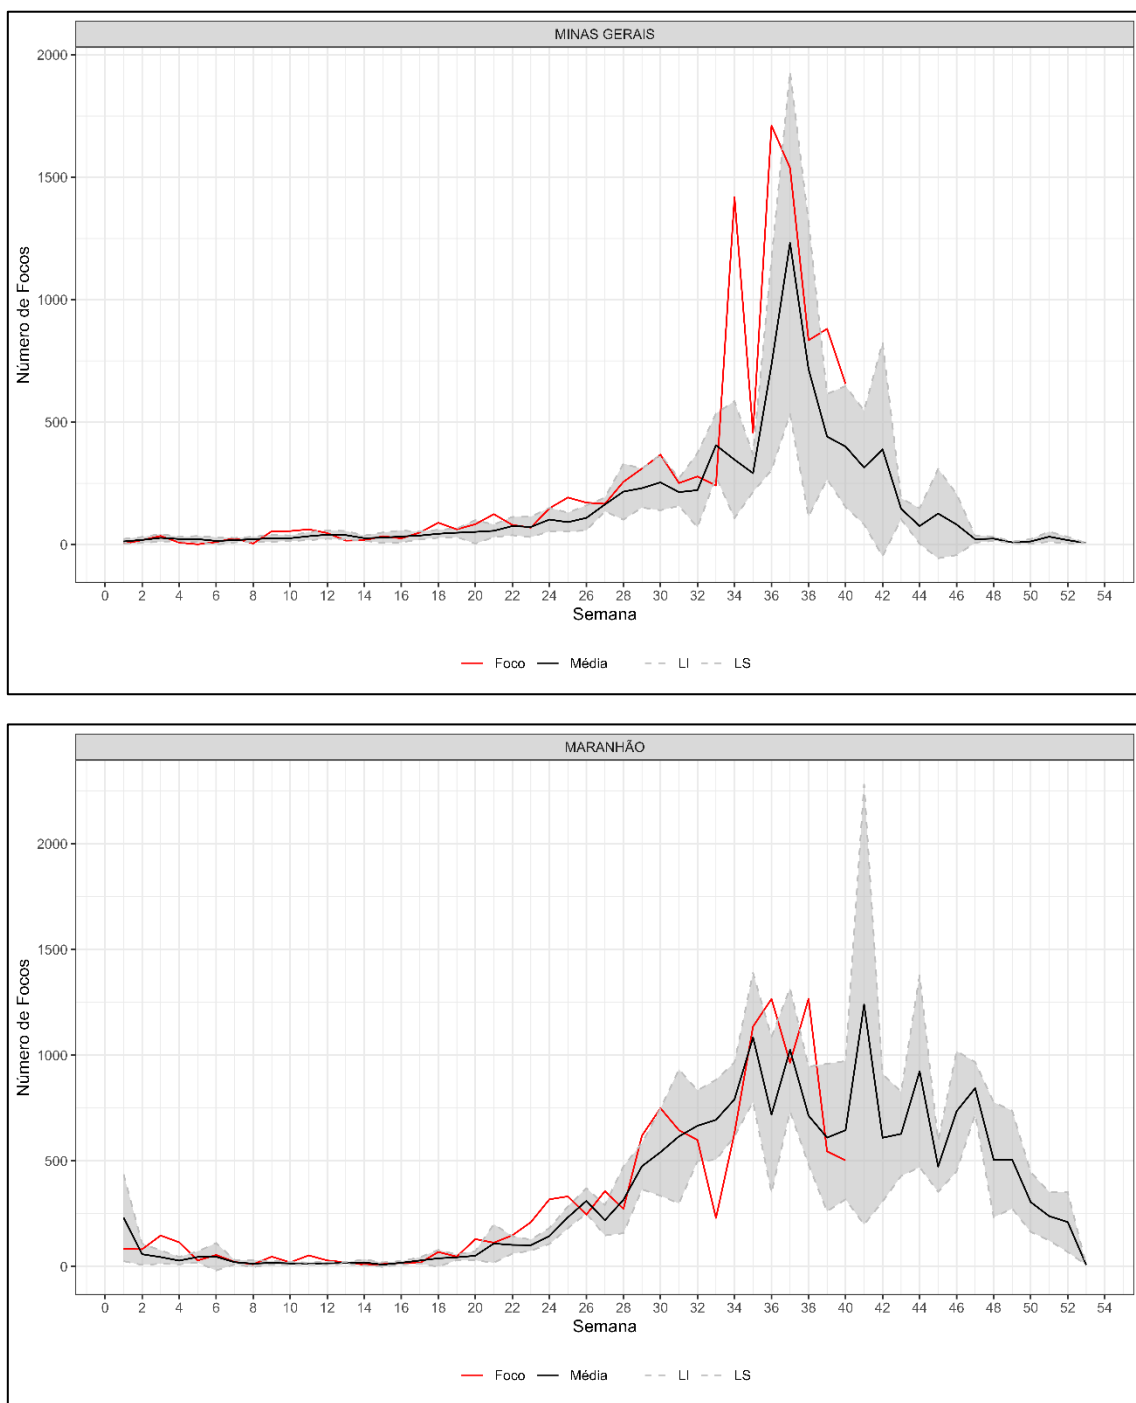 MINAS GERAIS
2000
1500
1000
500
0
Número de Focos
0 2 4 6 8 10 12 14 16 18 20 22 24 26 28 30 32 34 36 38 40 42 44 46 48 50 52 54
Semana
Foco Média LI LS
MARANHÃO
2000
1500
1000
500
0
Número de Focos
0 2 4 6 8 10 12 14 16 18 20 22 24 26 28 30 32 34 36 38 40 42 44 46 48 50 52 54
Semana
Foco Média LI LS